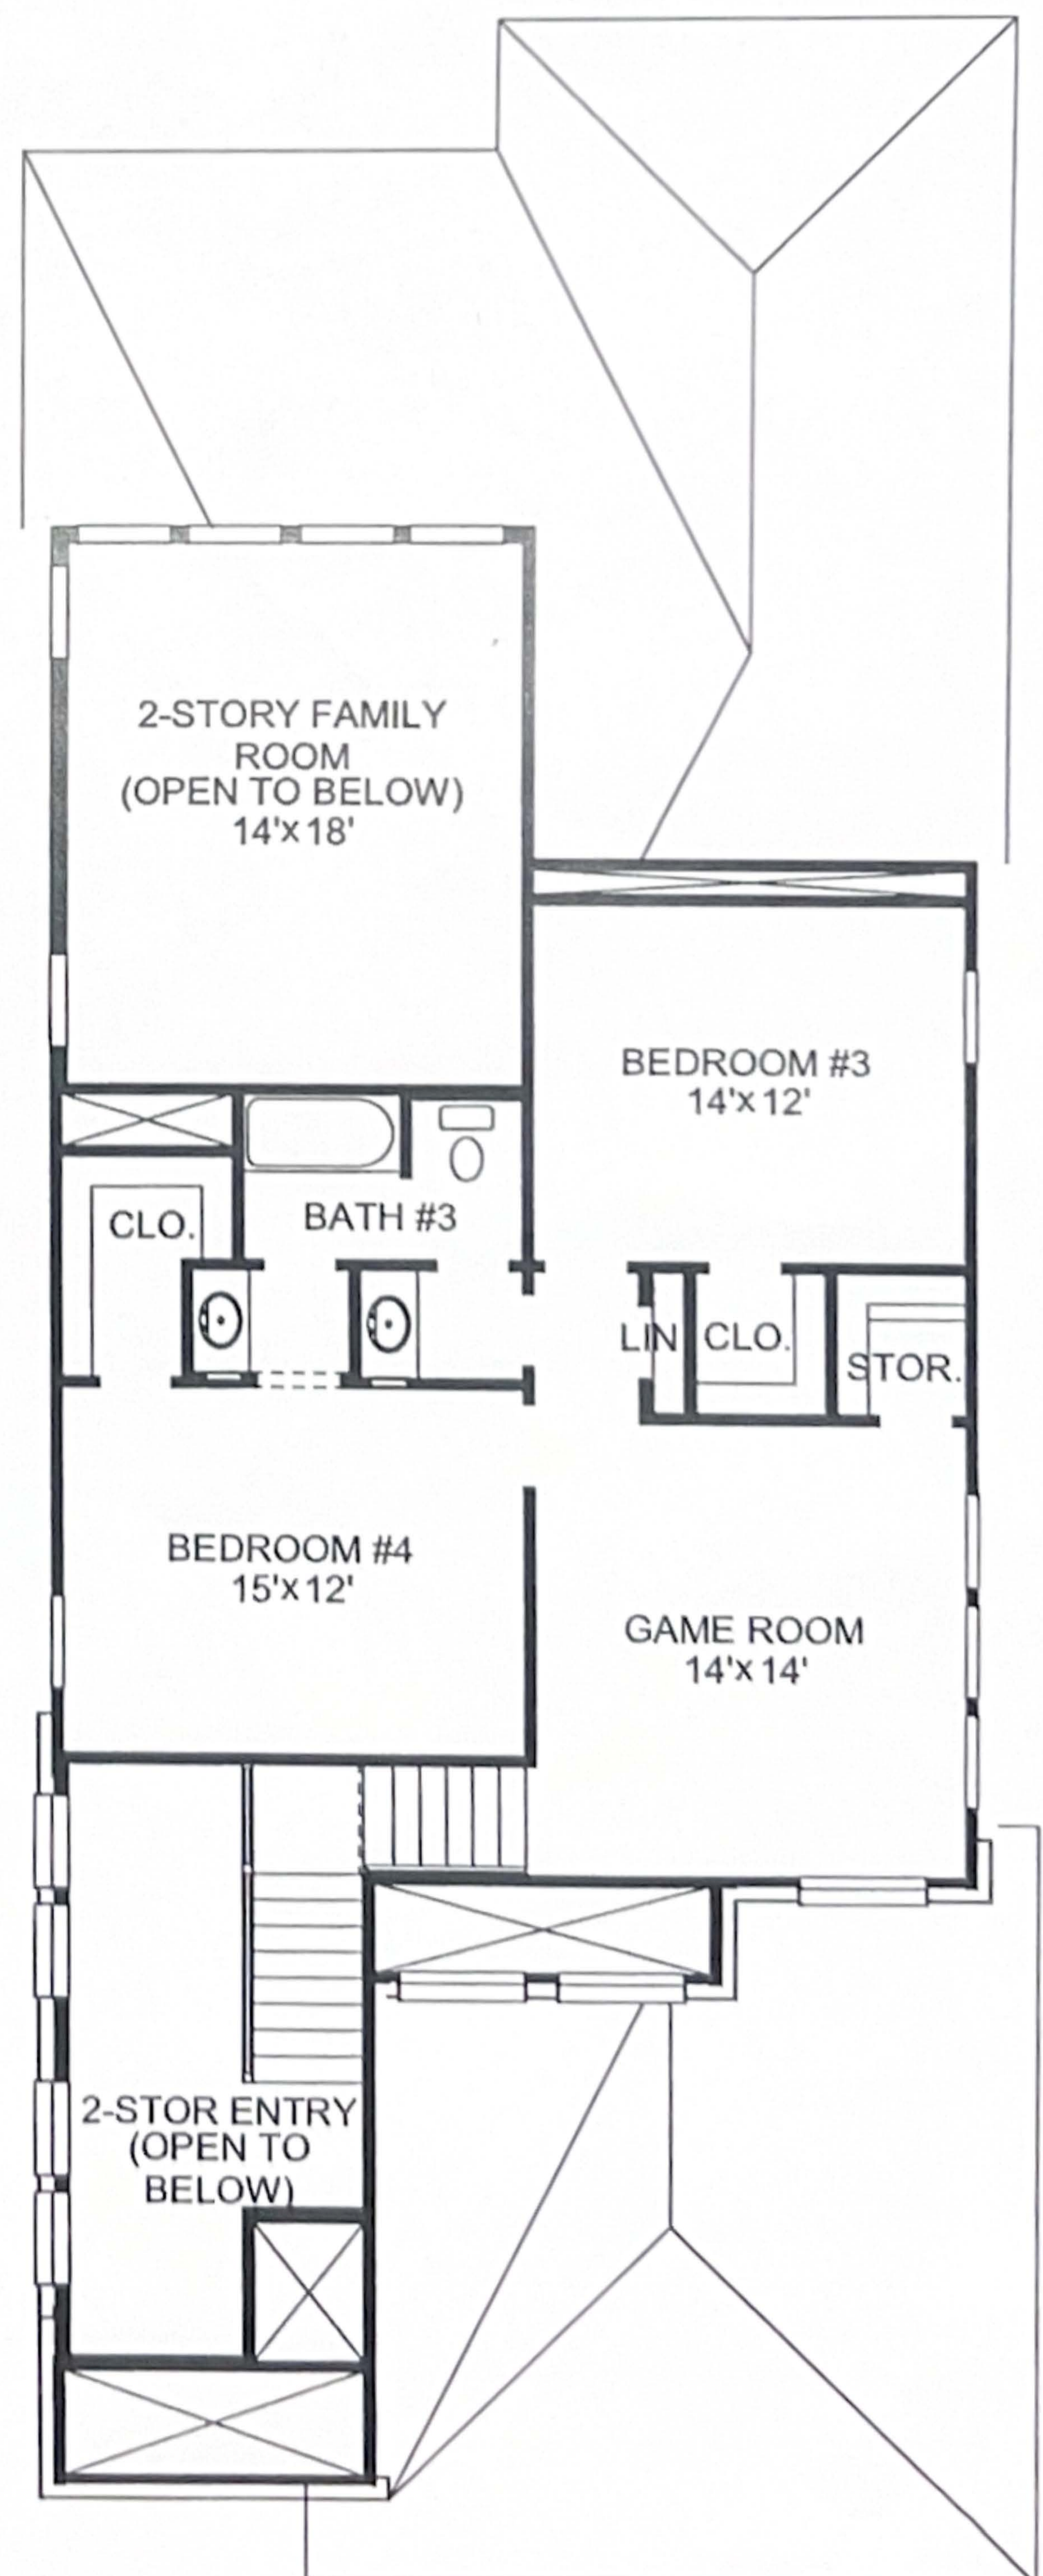 2-STORY FAMILY
ROOM
(OPEN TO BELOW)
14'x18'
BEDROOM #3
14'x12'
CLO.
BATH #3
LIN
CLO.
STOR.
BEDROOM #4
15'x12'
GAME ROOM
14'x14'
2-STOR ENTRY
(OPEN TO
BELOW)